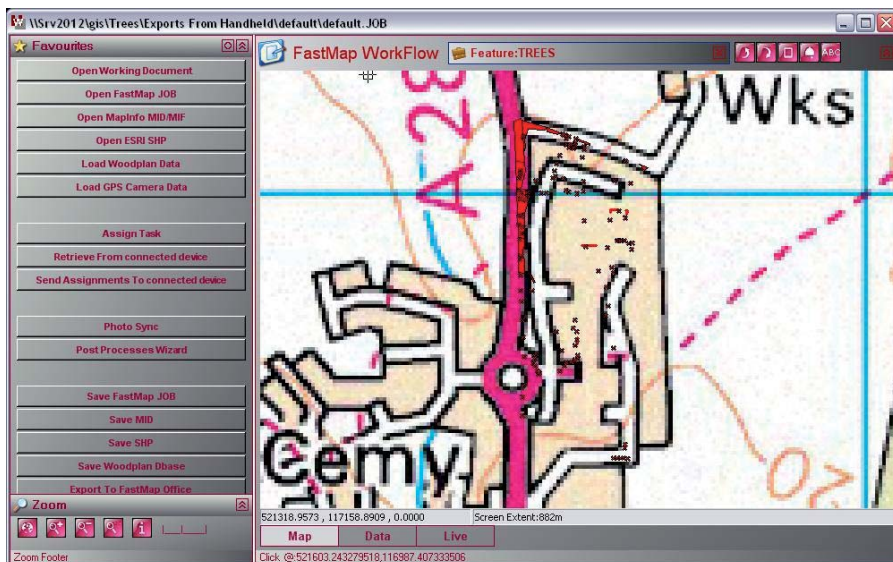 \\Srv2012\gis\Trees\Exports From Handheld\default\default.JOB
Favourites
Open Working Document
Open FastMap JOB
Open MapInfo MID/MIF
Open ESRI SHP
Load Woodplan Data
Load GPS Camera Data
Assign Task
Retrieve From connected device
Send Assignments To connected device
Photo Sync
Post Processes Wizard
Save FastMap JOB
Save MID
Save SHP
Save Woodplan Dbase
Export To FastMap Office
Zoom
Zoom Footer
FastMap WorkFlow
Feature:TREES
ABC
A 28
Wks
Cemy
20
521318.9573 , 117158.8909 , 0.0000
Screen Extent:882m
Map
Data
Live
Click @:521603.243279518,116987.407333506